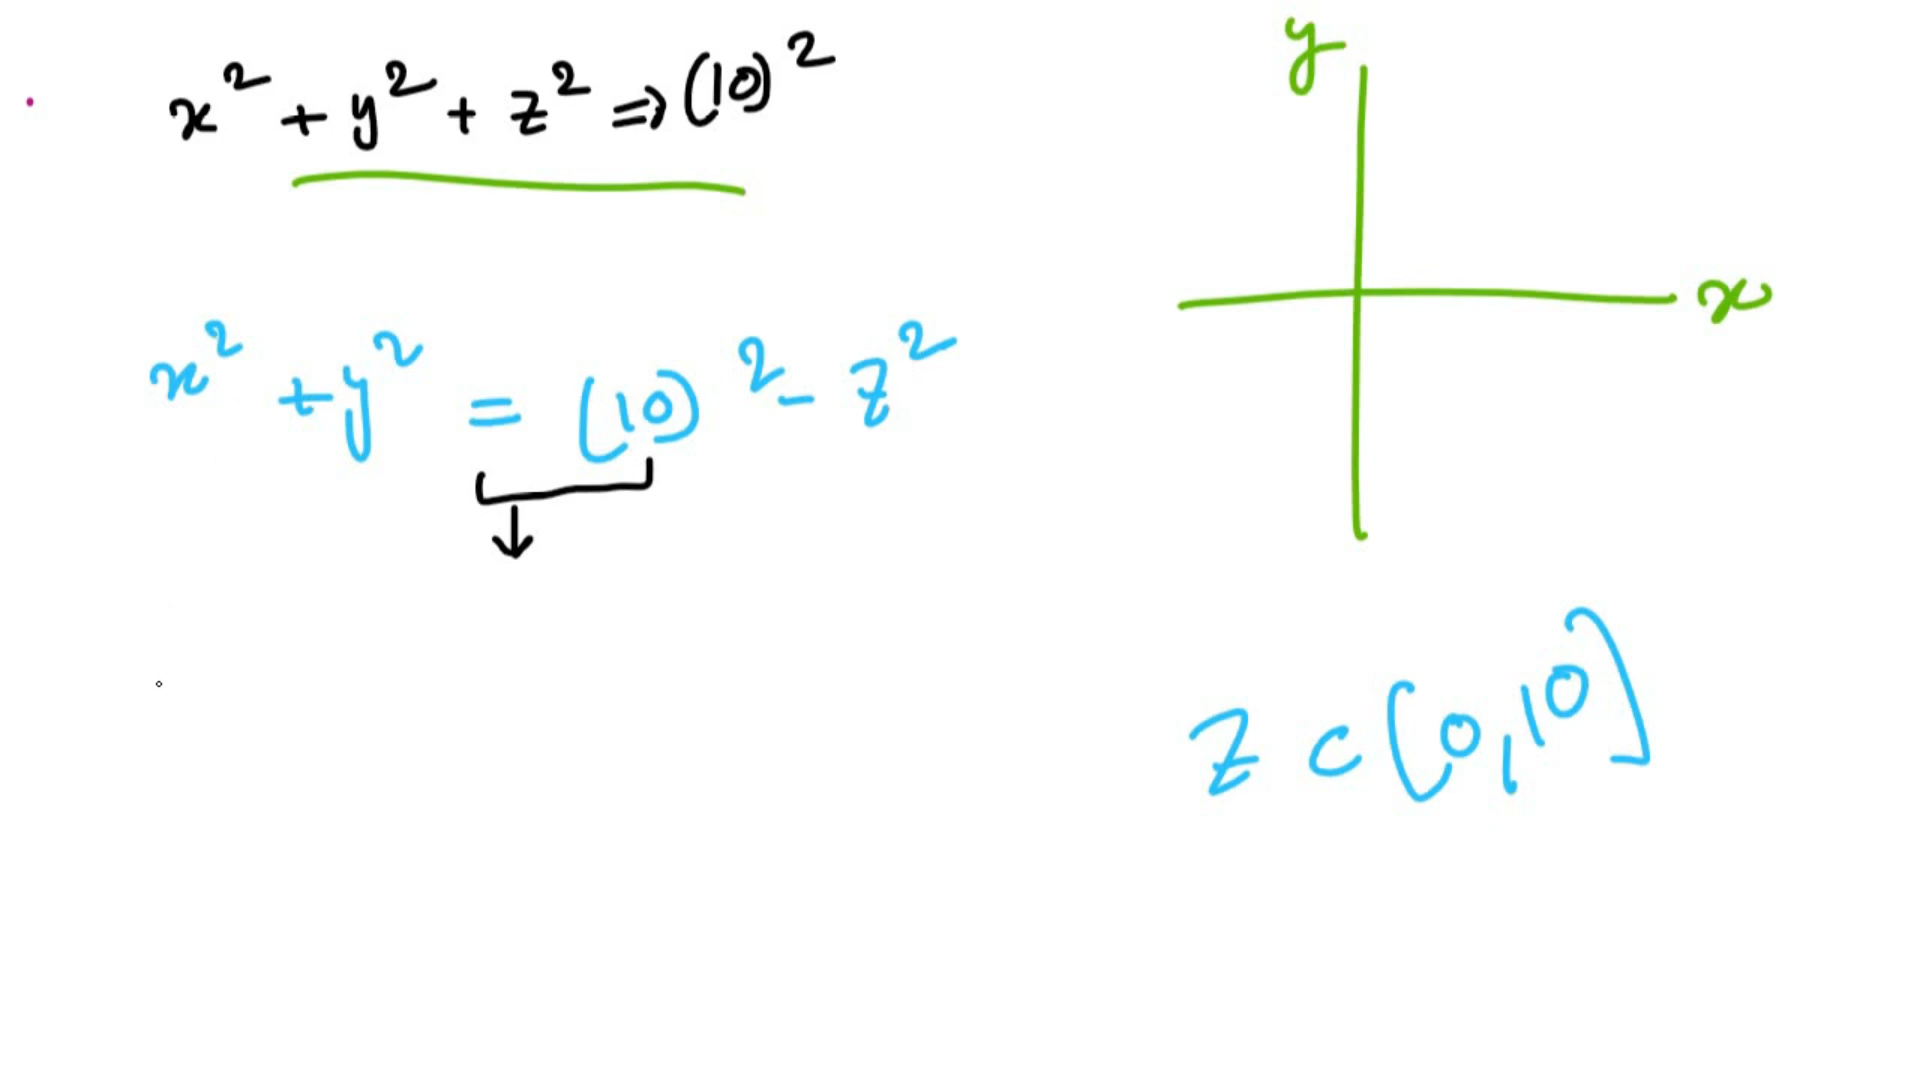 x² + y² + z² ⇒ (10)²
y
x
x² + y² = (10)² - z²
z c [0,10]